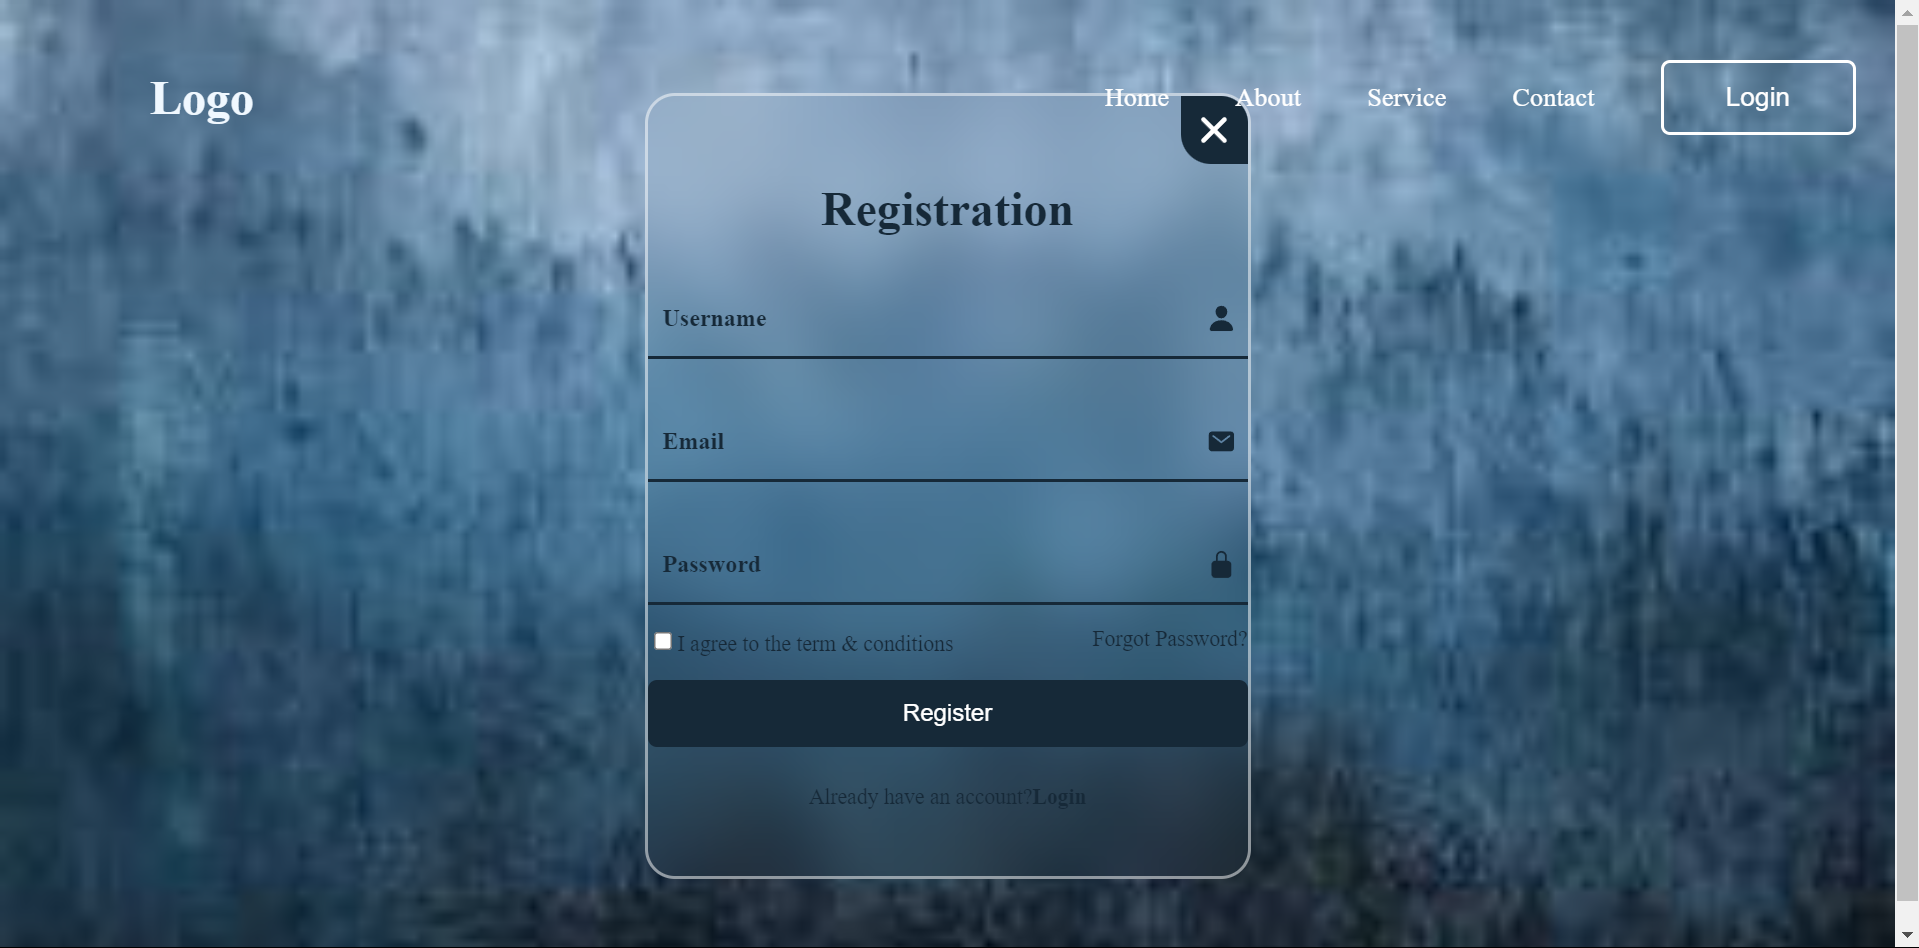 Logo
Home About Service Contact Login
Registration
Username
Email
Password
I agree to the term & conditions Forgot Password?
Register
Already have an account?Login